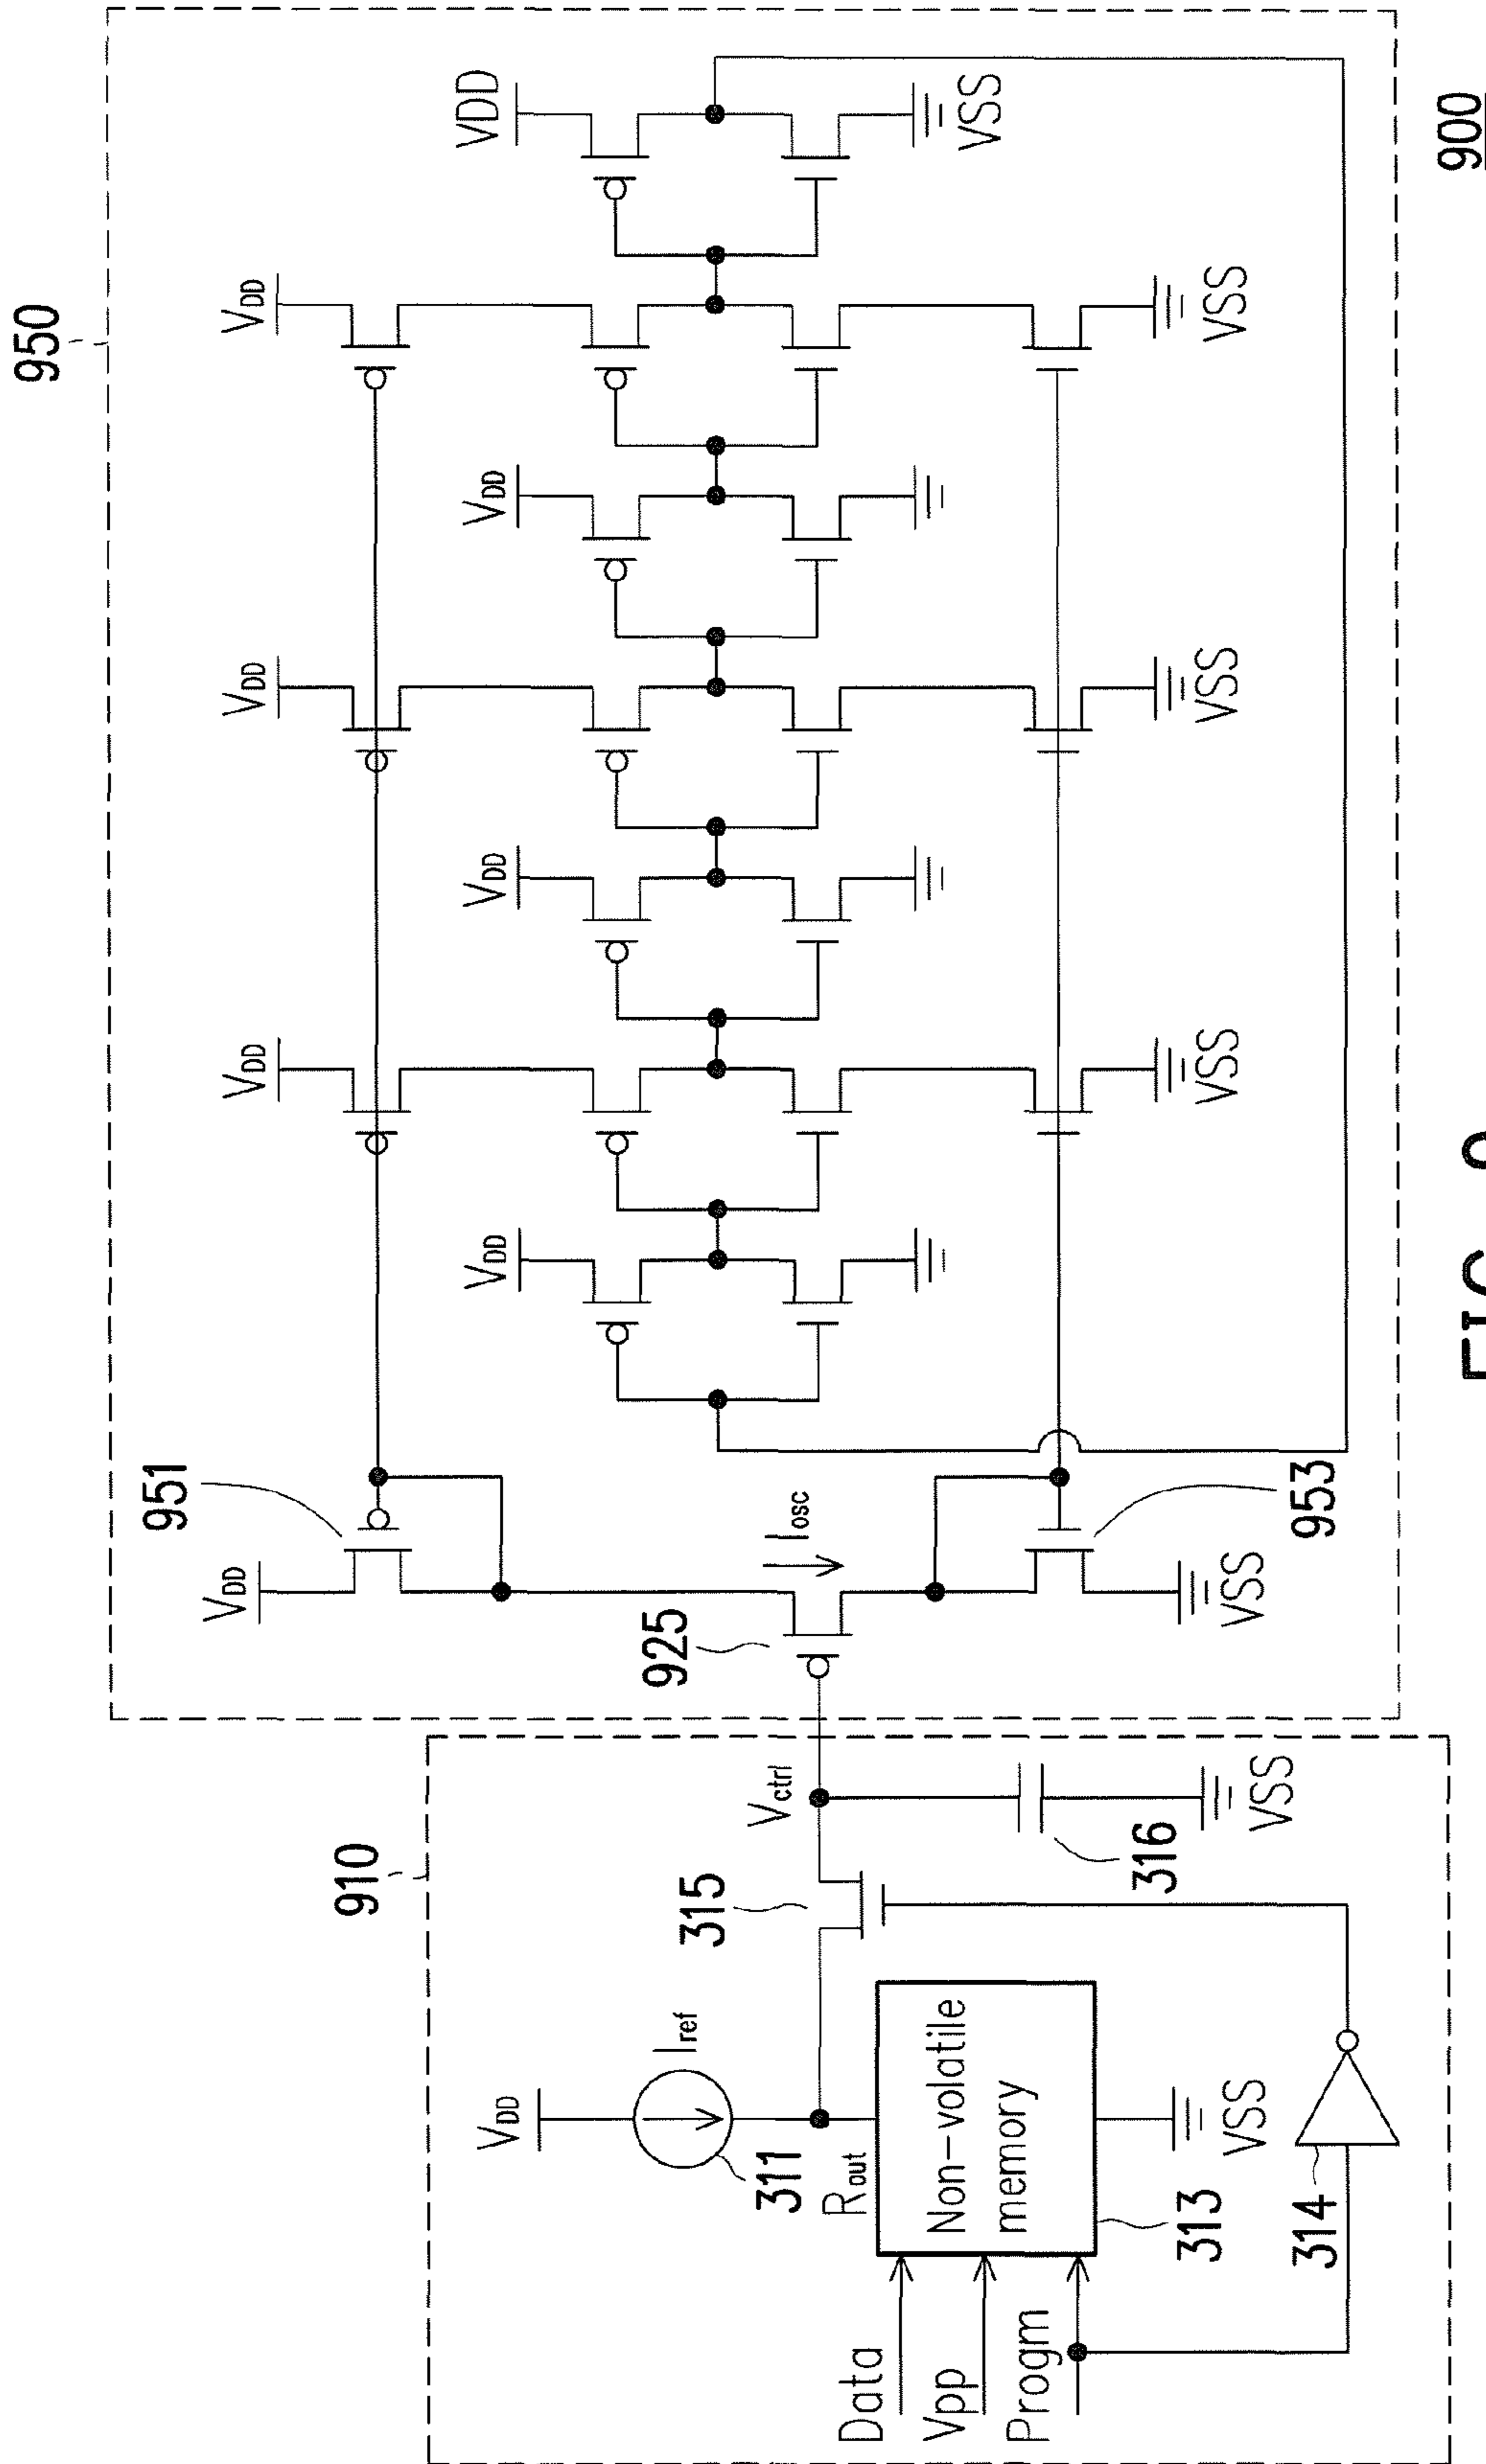 950
VDD
VDD
VDD
VDD
VDD
VDD
VDD
VDD
951
925
Iosc
953
VSS
VSS
VSS
VSS
VSS
910
VDD
Iref
311
Rout
315
Vctrl
316
VSS
Non-volatile
memory
313
VSS
314
Data
Vpp
Progm
900